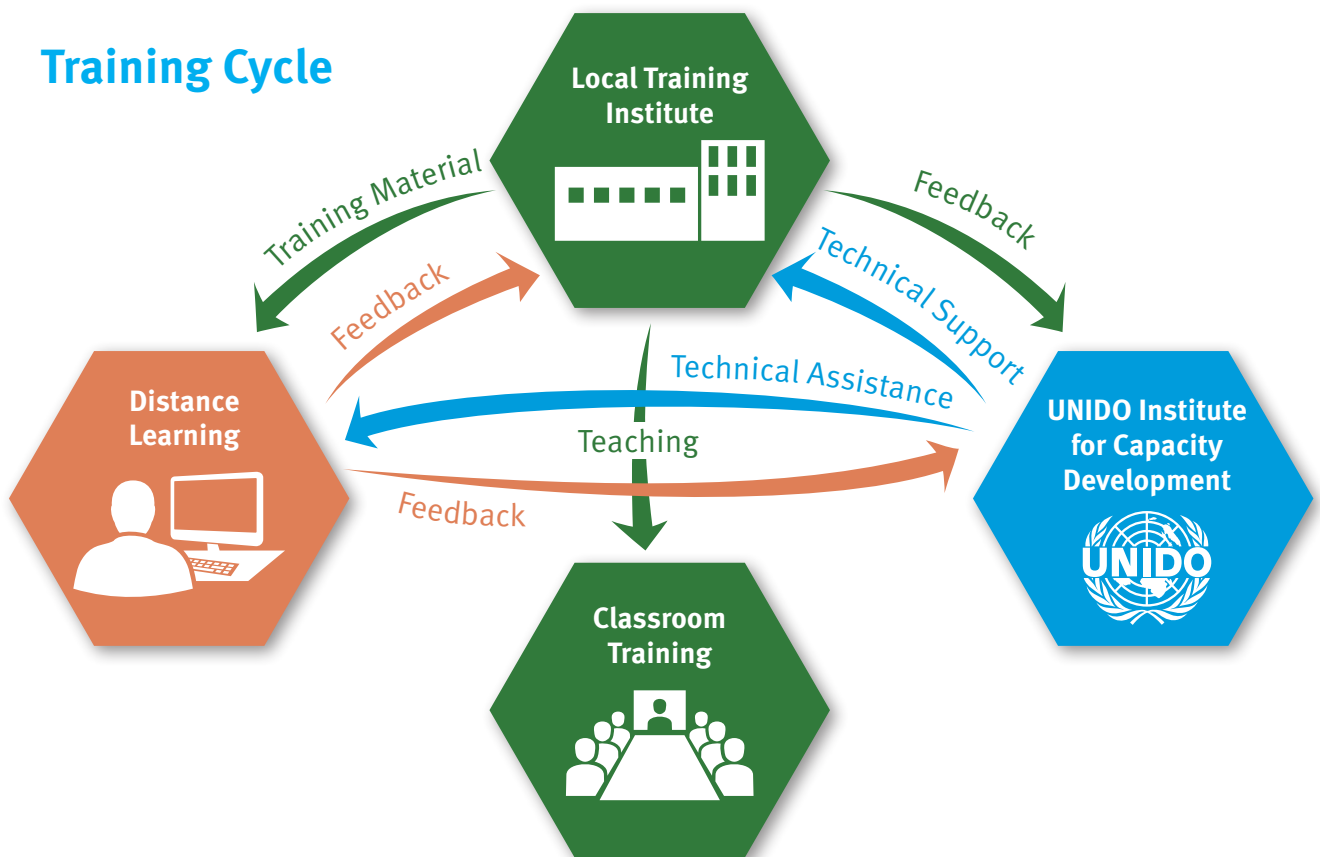 Training Cycle
Local Training
Institute
Training Material
Feedback
Feedback
Technical Support
Technical Assistance
Distance
Learning
Teaching
UNIDO Institute
for Capacity
Development
Feedback
UNIDO
Classroom
Training